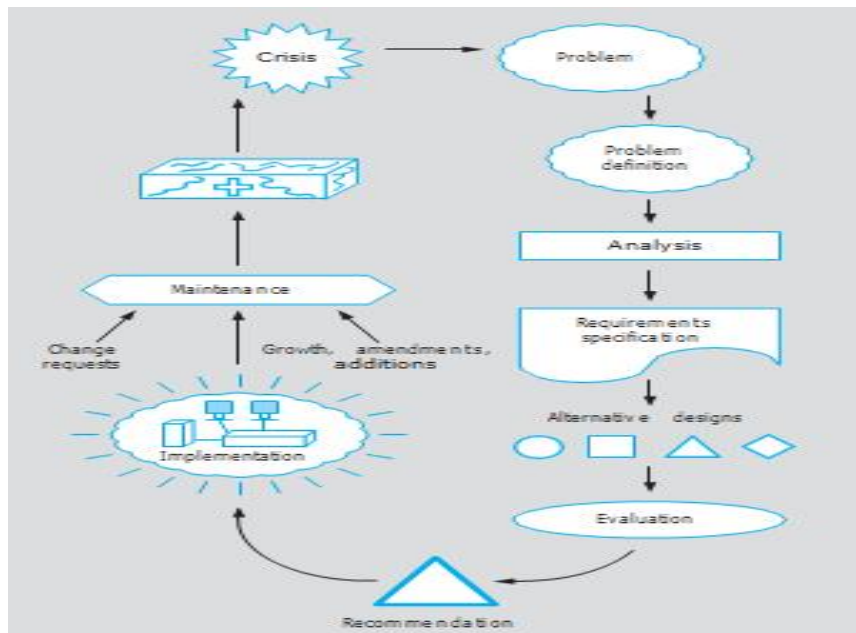 Crisis
Problem
Problem
definition
Analysis
Requirements
specification
Alternative designs
Evaluation
Recommendation
Implementation
Change
requests
Growth, amendments,
additions
Maintenance